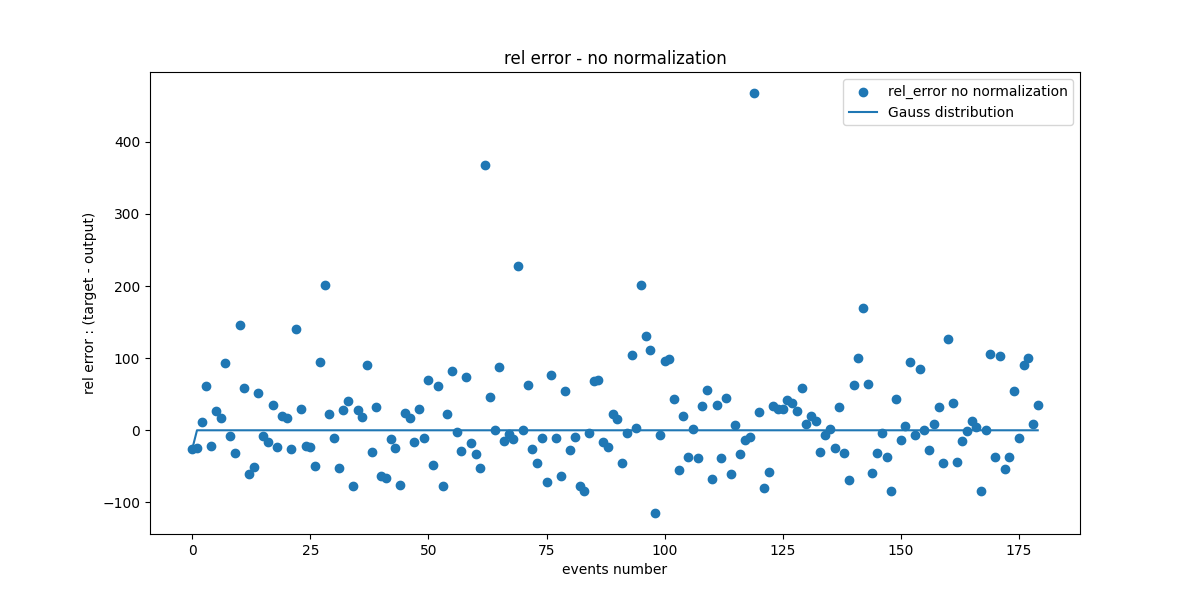 rel error - no normalization
rel_error no normalization
Gauss distribution
rel error : (target - output)
400
300
200
100
0
−100
0 25 50 75 100 125 150 175
events number